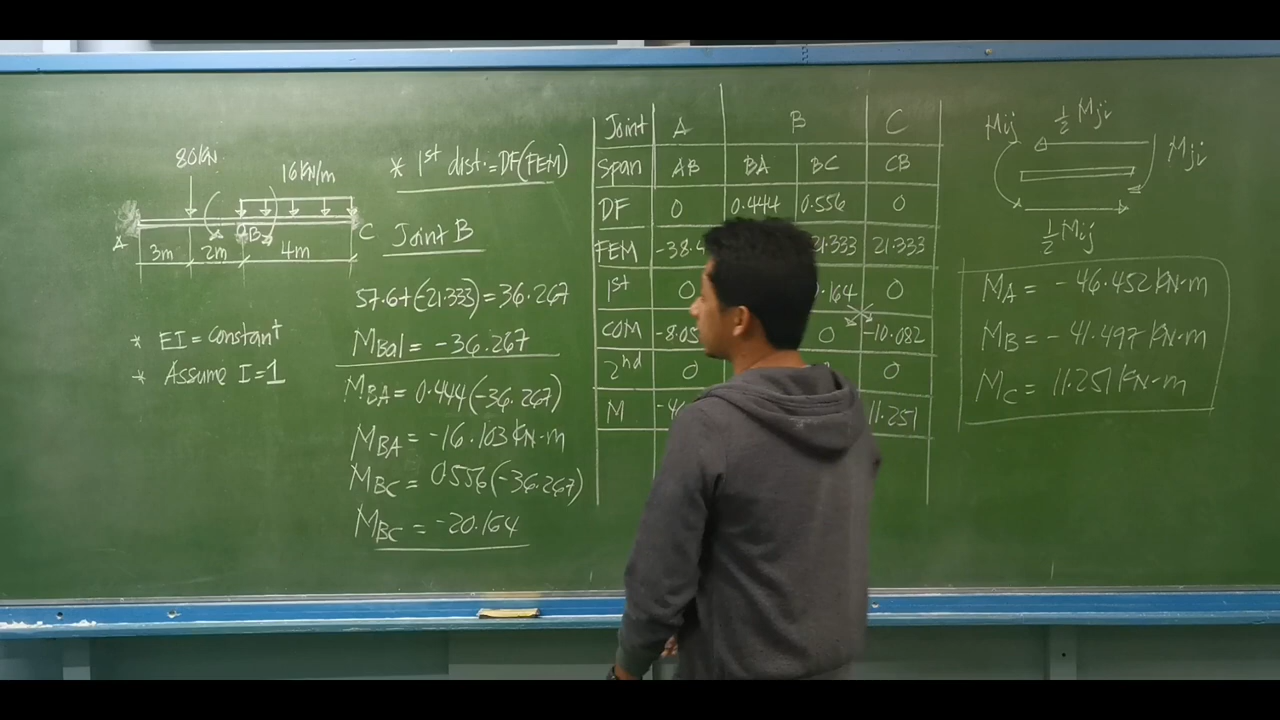 80KN
16KN/m
A
B
C
3m
2m
4m
* EI = constant
* Assume I=1
* 1st dist. = DF(FEM)
Joint B
57.6+(-21.333)=36.267
MBal = -36.267
MBA = 0.444(-36.267)
MBA = -16.103 KN-m
MBC = 0.556(-36.267)
MBC = -20.164
Joint A B C
span AB BA BC CB
DF 0 0.444 0.556 0
FEM 21.333
1st 0 0
COM 0 -10.082
2nd 0 0
M 11.251
Mij 1/2 Mji Mji
1/2 Mij
MA = -46.452 KN-m
MB = -41.497 KN-m
MC = 11.251 KN-m